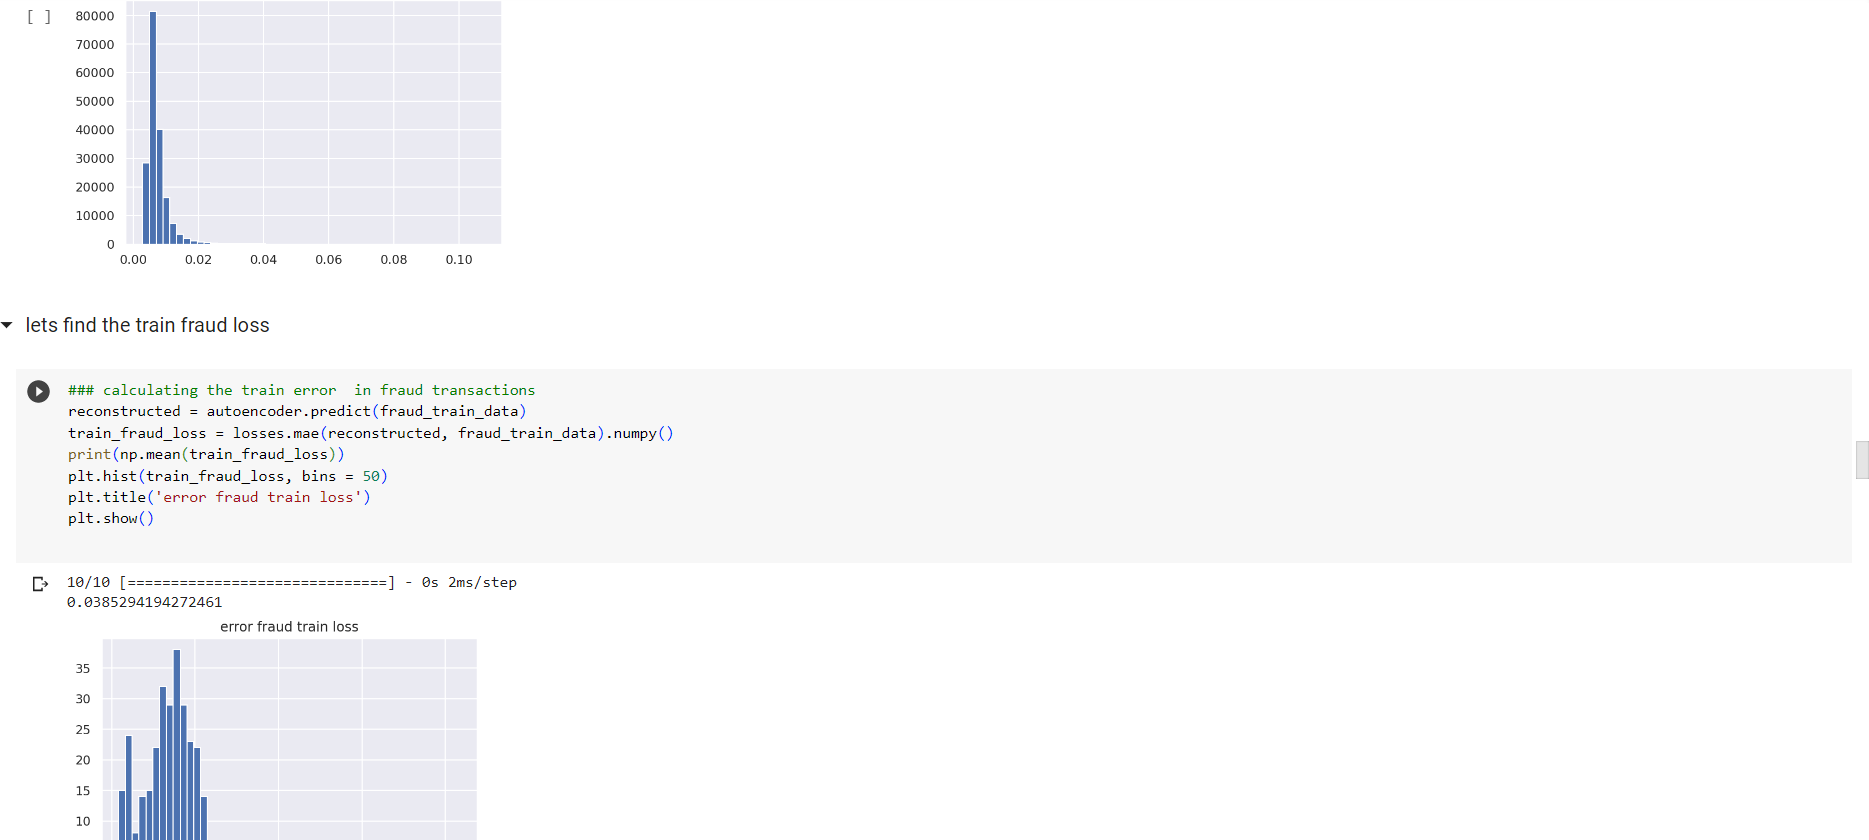 [ ]
80000
70000
60000
50000
40000
30000
20000
10000
0
0.00 0.02 0.04 0.06 0.08 0.10
lets find the train fraud loss
### calculating the train error  in fraud transactions
reconstructed = autoencoder.predict(fraud_train_data)
train_fraud_loss = losses.mae(reconstructed, fraud_train_data).numpy()
print(np.mean(train_fraud_loss))
plt.hist(train_fraud_loss, bins = 50)
plt.title('error fraud train loss')
plt.show()
10/10 [==============================] - 0s 2ms/step
0.0385294194272461
error fraud train loss
35
30
25
20
15
10